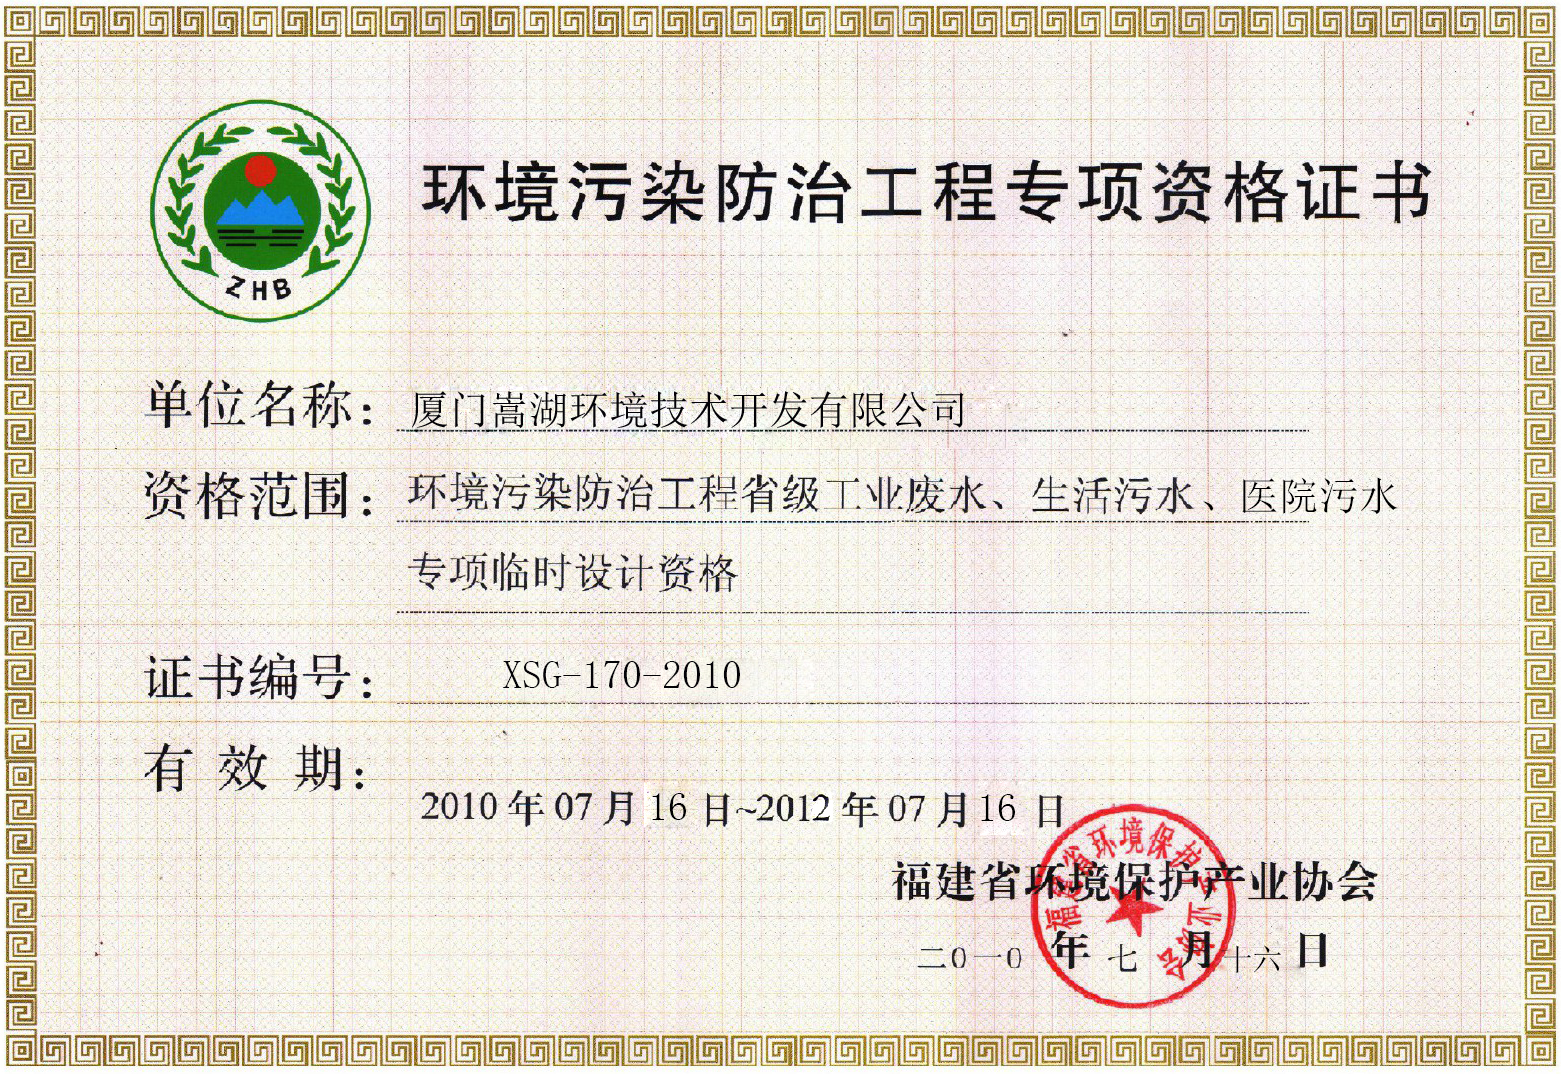 环境污染防治工程专项资格证书
ZHB
单位名称：厦门嵩湖环境技术开发有限公司
资格范围：环境污染防治工程省级工业废水、生活污水、医院污水
专项临时设计资格
证书编号：XSG-170-2010
有效期：
2010年07月16日~2012年07月16日
福建省环境保护产业协会
福建省环境保护产业协会
二0一0年七月十六日